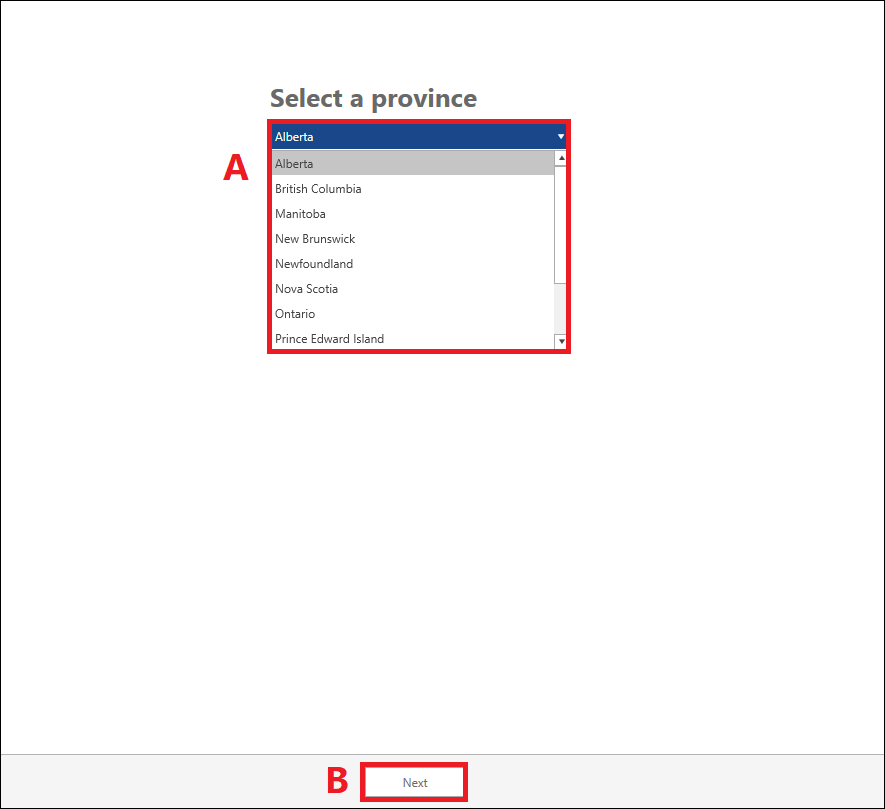 Select a province
Alberta
A
Alberta
British Columbia
Manitoba
New Brunswick
Newfoundland
Nova Scotia
Ontario
Prince Edward Island
B
Next